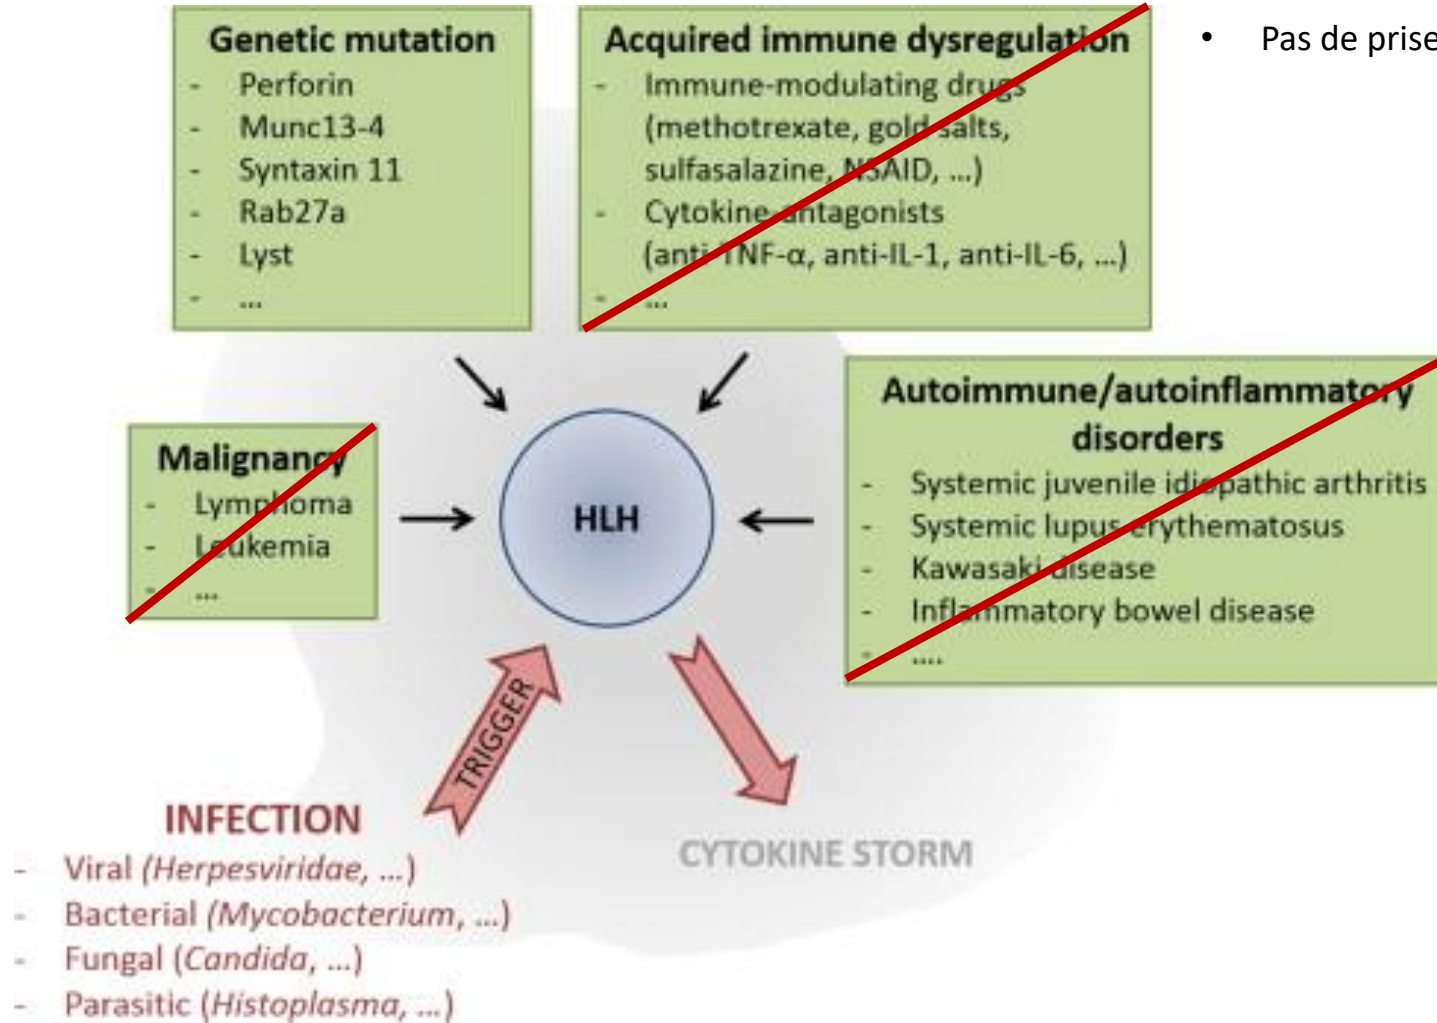 Genetic mutation
- Perforin
- Munc13-4
- Syntaxin 11
- Rab27a
- Lyst
- ...
Acquired immune dysregulation
- Immune-modulating drugs
(methotrexate, gold salts,
sulfasalazine, NSAID, ...)
- Cytokine antagonists
(anti-TNF-α, anti-IL-1, anti-IL-6, ...)
- ...
• Pas de prise
Malignancy
- Lymphoma
- Leukemia
- ...
HLH
Autoimmune/autoinflammatory
disorders
- Systemic juvenile idiopathic arthritis
- Systemic lupus erythematosus
- Kawasaki disease
- Inflammatory bowel disease
- ....
TRIGGER
INFECTION
- Viral (Herpesviridae, ...)
- Bacterial (Mycobacterium, ...)
- Fungal (Candida, ...)
- Parasitic (Histoplasma, ...)
CYTOKINE STORM